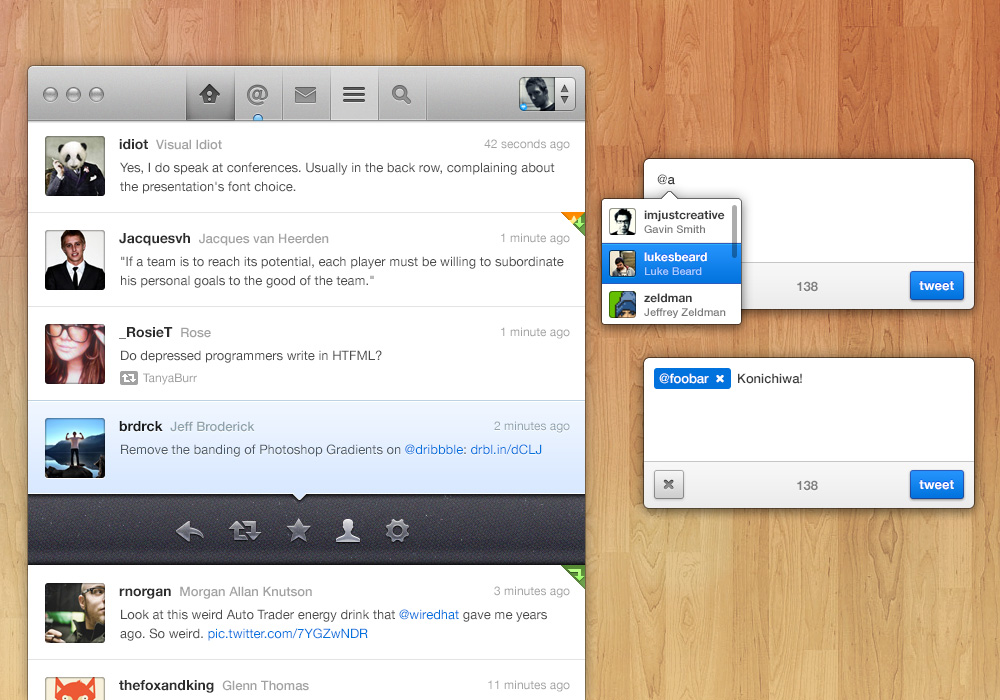 @
idiot Visual Idiot 42 seconds ago
Yes, I do speak at conferences. Usually in the back row, complaining about
the presentation's font choice.
Jacquesvh Jacques van Heerden 1 minute ago
"If a team is to reach its potential, each player must be willing to subordinate
his personal goals to the good of the team."
_RosieT Rose 1 minute ago
Do depressed programmers write in HTFML?
TanyaBurr
brdrck Jeff Broderick 2 minutes ago
Remove the banding of Photoshop Gradients on @dribbble: drbl.in/dCLJ
rnorgan Morgan Allan Knutson 3 minutes ago
Look at this weird Auto Trader energy drink that @wiredhat gave me years
ago. So weird. pic.twitter.com/7YGZwNDR
thefoxandking Glenn Thomas 11 minutes ago
@a
imjustcreative
Gavin Smith
lukesbeard
Luke Beard
zeldman
Jeffrey Zeldman
138 tweet
@foobar Konichiwa!
138 tweet